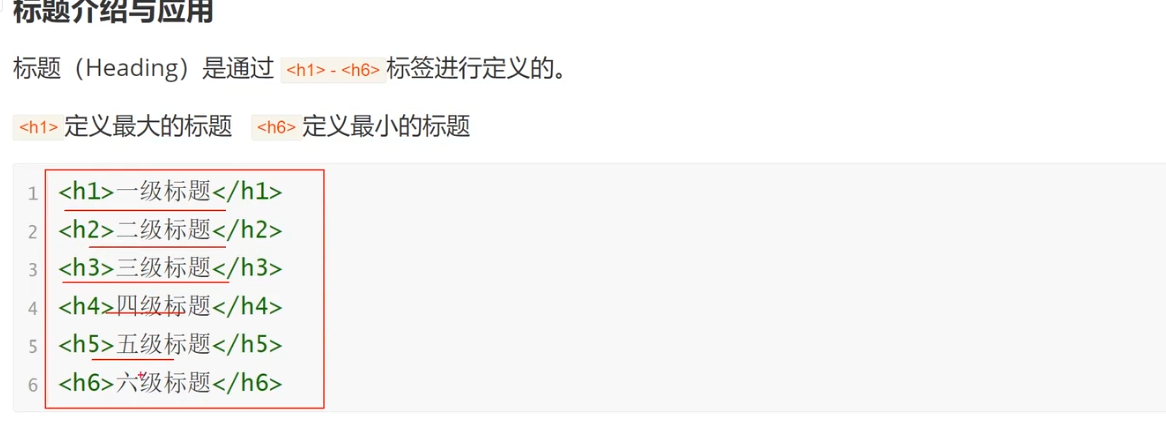 标题介绍与应用
标题（Heading）是通过 <h1> - <h6> 标签进行定义的。
<h1> 定义最大的标题 <h6> 定义最小的标题
1 <h1>一级标题</h1>
2 <h2>二级标题</h2>
3 <h3>三级标题</h3>
4 <h4>四级标题</h4>
5 <h5>五级标题</h5>
6 <h6>六级标题</h6>